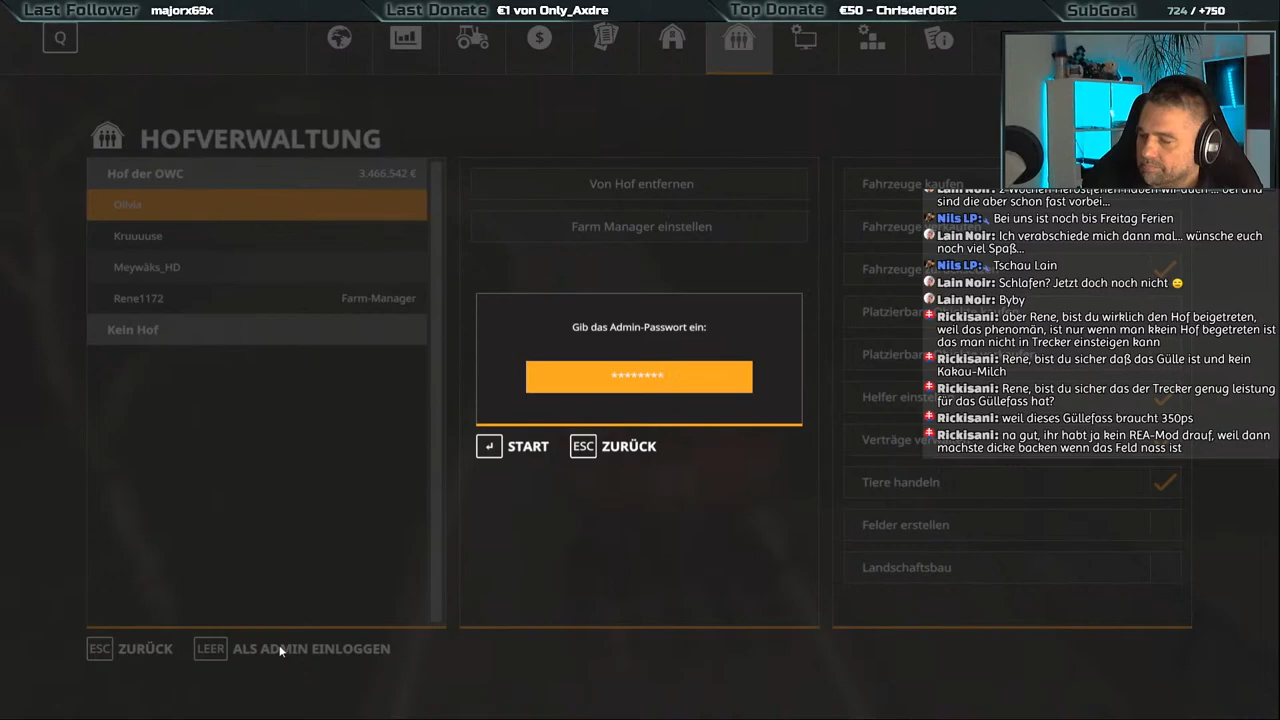 Last Follower majorx69x Last Donate €1 von Only_Axdre Top Donate €50 - Chrisder0612 SubGoal 724 / +750
Q
HOFVERWALTUNG
Hof der OWC 3.466.542 €
Olivia
Kruuuuse
Meywäks_HD
Rene1172 Farm-Manager
Kein Hof
Von Hof entfernen
Farm Manager einstellen
Gib das Admin-Passwort ein:
********
START
ESC ZURÜCK
Fahrzeuge kaufen
Fahrzeuge
Fahrzeuge
Platzierbar
Platzierbar
Helfer einste
Verträge verw
Tiere handeln
Felder erstellen
Landschaftsbau
sind die aber schon fast vorbei...
Nils LP: Bei uns ist noch bis Freitag Ferien
Lain Noir: Ich verabschiede mich dann mal... wünsche euch
noch viel Spaß...
Nils LP: Tschau Lain
Lain Noir: Schlafen? Jetzt doch noch nicht
Lain Noir: Byby
Rickisani: aber Rene, bist du wirklich den Hof beigetreten,
weil das phenomän, ist nur wenn man kkein Hof begetreten ist
das man nicht in Trecker einsteigen kann
Rickisani: Rene, bist du sicher daß das Gülle ist und kein
Kakau-Milch
Rickisani: Rene, bist du sicher das der Trecker genug leistung
für das Güllefass hat?
Rickisani: weil dieses Güllefass braucht 350ps
Rickisani: na gut, ihr habt ja kein REA-Mod drauf, weil dann
machste dicke backen wenn das Feld nass ist
ESC ZURÜCK
LEER ALS ADMIN EINLOGGEN